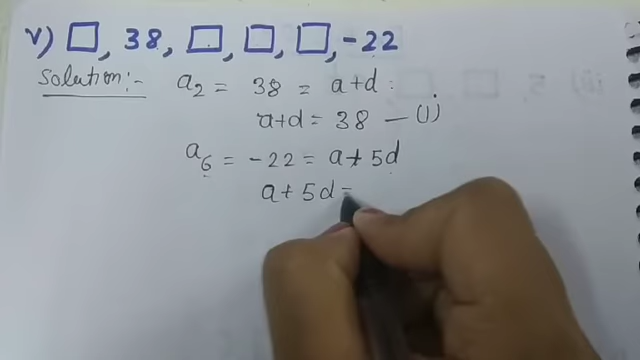 v) □, 38, □, □, □, -22
Solution:- a₂ = 38 = a+d
a+d = 38 — (1)
a₆ = -22 = a + 5d
a + 5d =